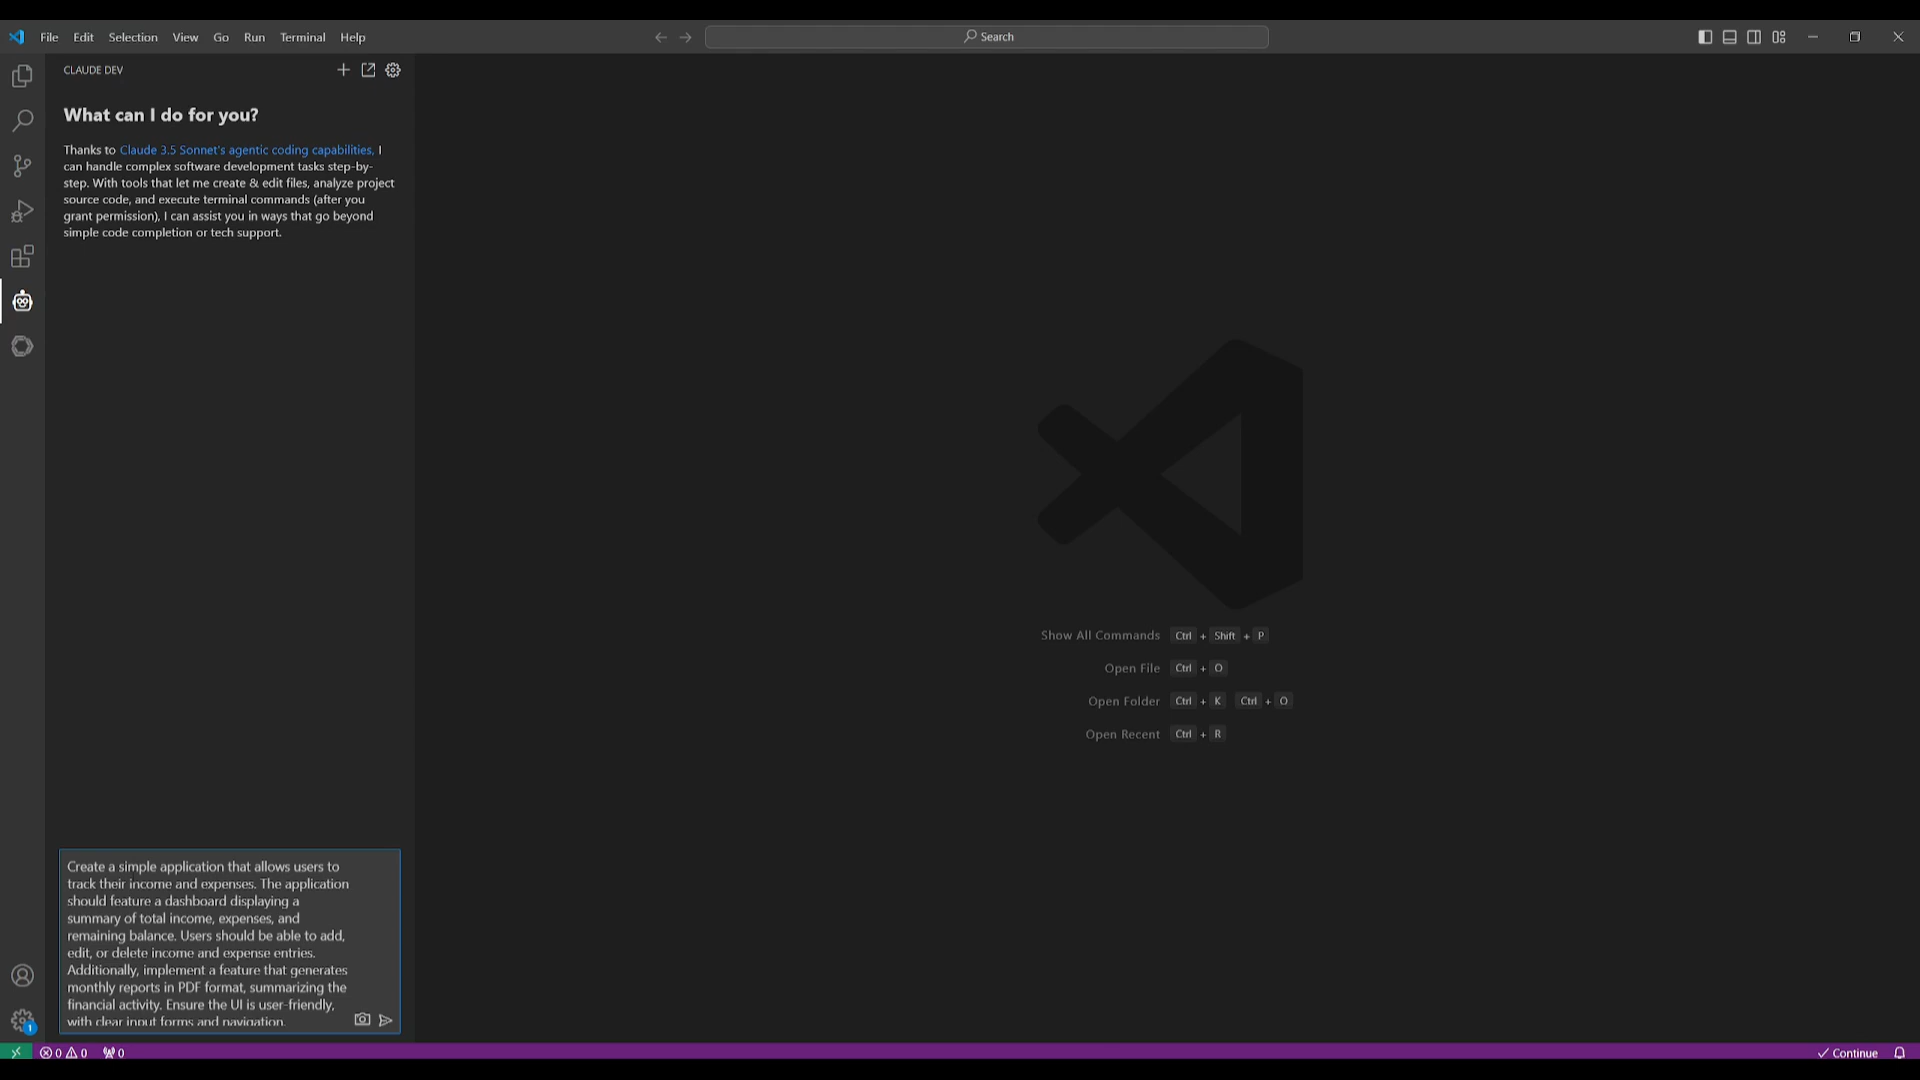 File Edit Selection View Go Run Terminal Help
Search
CLAUDE DEV
What can I do for you?
Thanks to Claude 3.5 Sonnet's agentic coding capabilities, I
can handle complex software development tasks step-by-
step. With tools that let me create & edit files, analyze project
source code, and execute terminal commands (after you
grant permission), I can assist you in ways that go beyond
simple code completion or tech support.
Show All Commands Ctrl + Shift + P
Open File Ctrl + O
Open Folder Ctrl + K Ctrl + O
Open Recent Ctrl + R
Create a simple application that allows users to
track their income and expenses. The application
should feature a dashboard displaying a
summary of total income, expenses, and
remaining balance. Users should be able to add,
edit, or delete income and expense entries.
Additionally, implement a feature that generates
monthly reports in PDF format, summarizing the
financial activity. Ensure the UI is user-friendly,
with clear input forms and navigation.
1
0 0 0
Continue